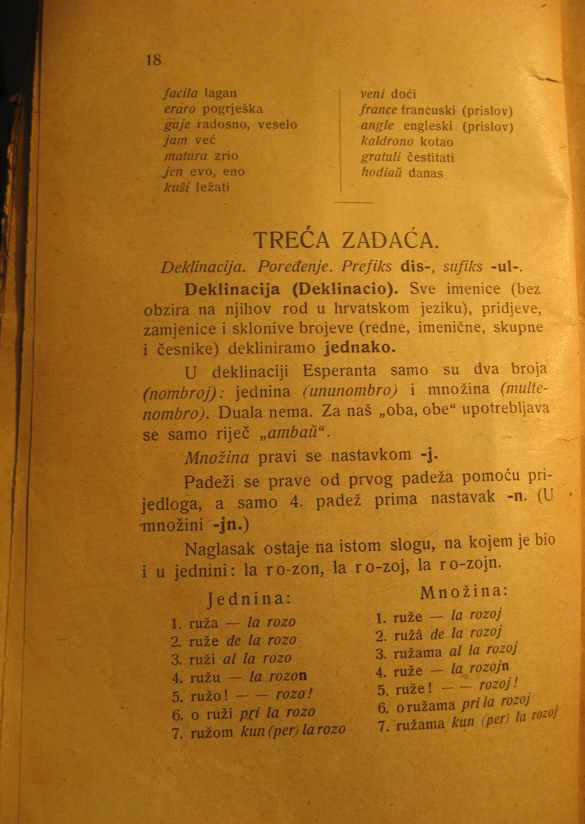 18
facila lagan
eraro pogrješka
gaje radosno, veselo
jam već
matura zrio
jen evo, eno
kuŝi ležati
veni doći
france francuski (prislov)
angle engleski (prislov)
kaldrono kotao
gratuli čestitati
hodiaŭ danas
TREĆA ZADAĆA.
Deklinacija. Poređenje. Prefiks dis-, sufiks -ul-.
Deklinacija (Deklinacio). Sve imenice (bez
obzira na njihov rod u hrvatskom jeziku), pridjeve,
zamjenice i sklonive brojeve (redne, imenične, skupne
i česnike) dekliniramo jednako.
U deklinaciji Esperanta samo su dva broja
(nombroj): jednina (ununombro) i množina (multe-
nombro). Duala nema. Za naš „oba, obe“ upotrebljava
se samo riječ „ambaŭ“.
Množina pravi se nastavkom -j.
Padeži se prave od prvog padeža pomoću pri-
jedloga, a samo 4. padež prima nastavak -n. (U
množini -jn.)
Naglasak ostaje na istom slogu, na kojem je bio
i u jednini: la ro-zon, la ro-zoj, la ro-zojn.
Jednina:
1. ruža — la rozo
2. ruže de la rozo
3. ruži al la rozo
4. ružu — la rozon
5. ružo! — — rozo!
6. o ruži pri la rozo
7. ružom kun (per) la rozo
Množina:
1. ruže — la rozoj
2. ružâ de la rozoj
3. ružama al la rozoj
4. ruže — la rozojn
5. ruže! — — rozoj!
6. o ružama pri la rozoj
7. ružama kun (per) la rozoj